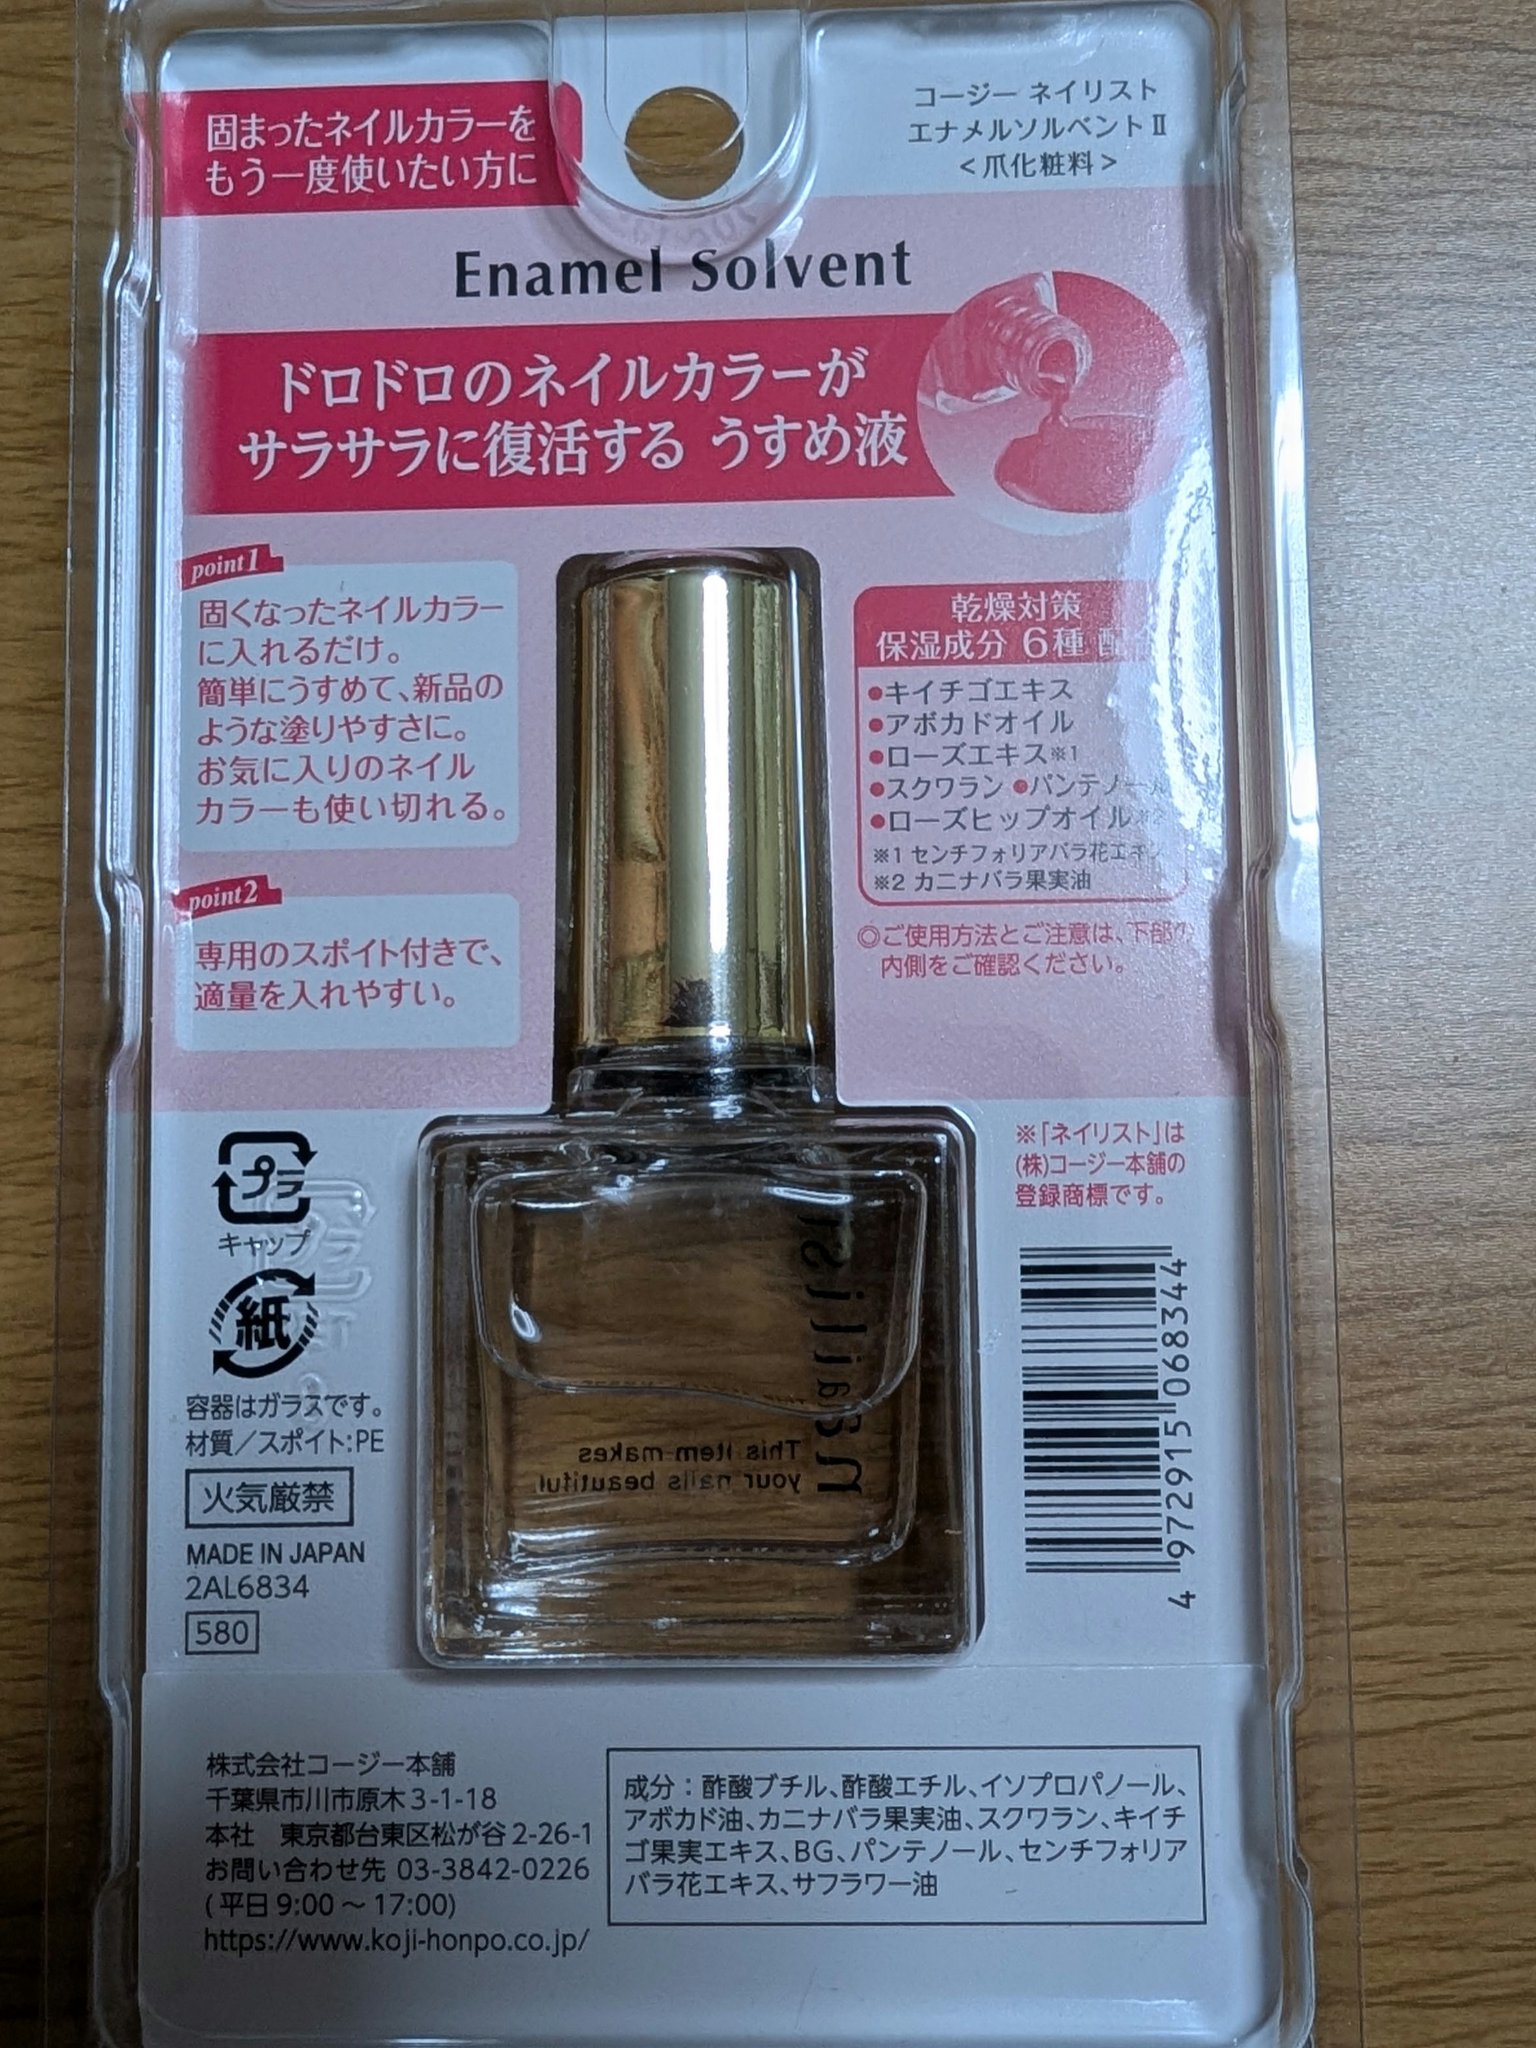 固まったネイルカラーを
もう一度使いたい方に
コージー ネイリスト
エナメルソルベントⅡ
<爪化粧料>
Enamel Solvent
ドロドロのネイルカラーが
サラサラに復活する うすめ液
point1
固くなったネイルカラー
に入れるだけ。
簡単にうすめて、新品の
ような塗りやすさに。
お気に入りのネイル
カラーも使い切れる。
point2
専用のスポイト付きで、
適量を入れやすい。
乾燥対策
保湿成分 6種 配合
●キイチゴエキス
●アボカドオイル
●ローズエキス※1
●スクワラン ●パンテノール
●ローズヒップオイル※2
※1 センチフォリアバラ花エキス
※2 カニナバラ果実油
◎ご使用方法とご注意は、下部の
内側をご確認ください。
プラ
キャップ
紙
容器はガラスです。
材質/スポイト:PE
火気厳禁
MADE IN JAPAN
2AL6834
580
nailist
This item makes
your nails beautiful.
※「ネイリスト」は
(株)コージー本舗の
登録商標です。
4 972915 068344
株式会社コージー本舗
千葉県市川市原木3-1-18
本社 東京都台東区松が谷2-26-1
お問い合わせ先 03-3842-0226
(平日9:00～17:00)
https://www.koji-honpo.co.jp/
成分：酢酸ブチル、酢酸エチル、イソプロパノール、
アボカド油、カニナバラ果実油、スクワラン、キイチ
ゴ果実エキス、BG、パンテノール、センチフォリア
バラ花エキス、サフラワー油